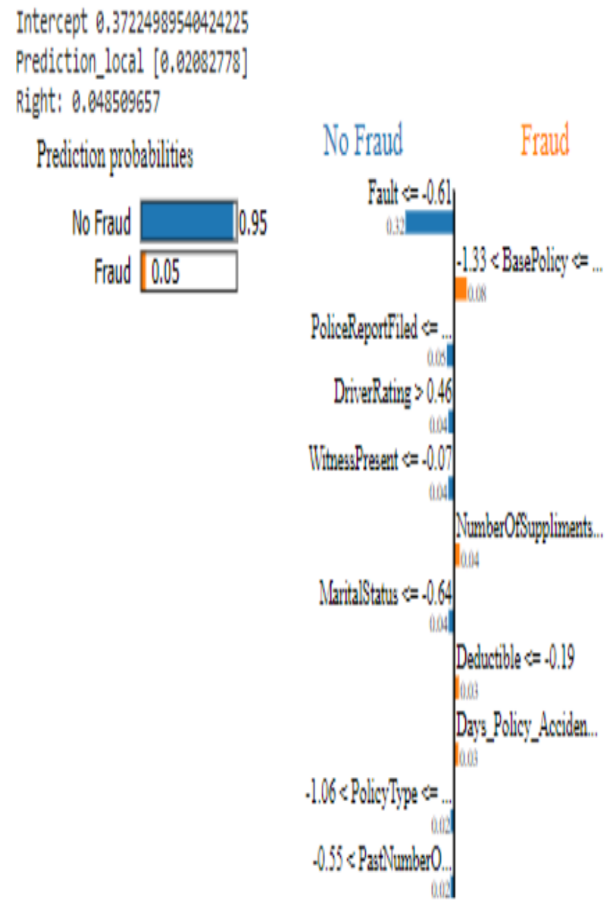 Intercept 0.37224989540424225
Prediction_local [0.02082778]
Right: 0.048509657
Prediction probabilities
No Fraud 0.95
Fraud 0.05
No Fraud Fraud
Fault <= -0.61
0.32
-1.33 < BasePolicy <= ...
0.08
PoliceReportFiled <= ...
0.05
DriverRating > 0.46
0.04
WitnessPresent <= -0.07
0.04
NumberOfSuppliments...
0.04
MaritalStatus <= -0.64
0.04
Deductible <= -0.19
0.03
Days_Policy_Acciden...
0.03
-1.06 < PolicyType <= ...
0.02
-0.55 < PastNumberO...
0.02